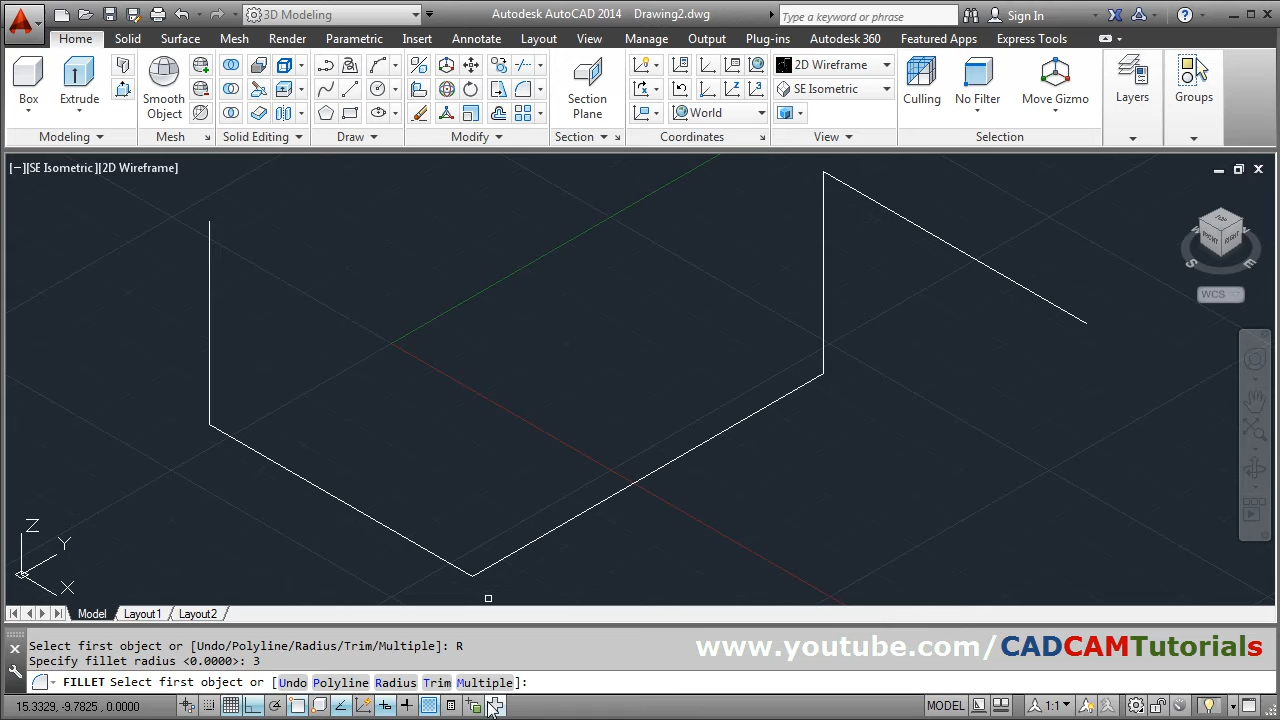 3D Modeling
Autodesk AutoCAD 2014 Drawing2.dwg
Type a keyword or phrase
Sign In
Home Solid Surface Mesh Render Parametric Insert Annotate Layout View Manage Output Plug-ins Autodesk 360 Featured Apps Express Tools
Box
Extrude
Smooth Object
Section Plane
World
2D Wireframe
SE Isometric
Culling
No Filter
Move Gizmo
Layers
Groups
Modeling Mesh Solid Editing Draw Modify Section Coordinates View Selection
[−][SE Isometric][2D Wireframe]
TOP
FRONT
RIGHT
S
E
WCS
Z
Y
X
Model Layout1 Layout2
Select first object or [Undo/Polyline/Radius/Trim/Multiple]: R
Specify fillet radius <0.0000>: 3
FILLET Select first object or [Undo Polyline Radius Trim Multiple]:
www.youtube.com/CADCAMTutorials
15.3329, -9.7825, 0.0000
MODEL
1:1